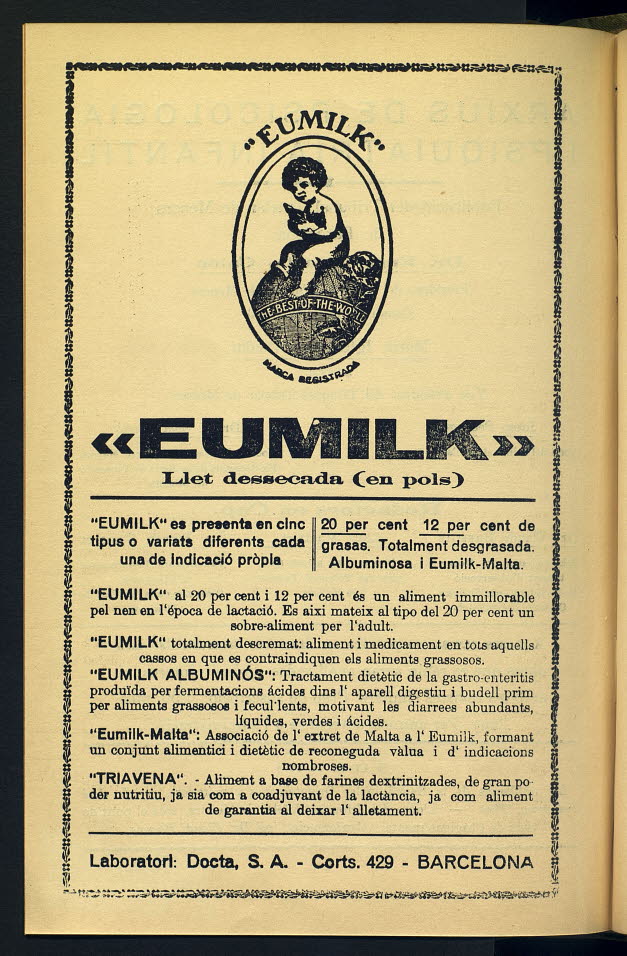 "EUMILK"
THE-BEST-OF-THE-WORLD
MARCA REGISTRADA
«EUMILK»
Llet dessecada (en pols)
"EUMILK" es presenta en cinc
tipus o variats diferents cada
una de indicació pròpia
20 per cent 12 per cent de
grasas. Totalment desgrasada.
Albuminosa i Eumilk-Malta.
"EUMILK" al 20 per cent i 12 per cent és un aliment immillorable
pel nen en l'época de lactació. Es aixi mateix al tipo del 20 per cent un
sobre-aliment per l'adult.
"EUMILK" totalment descremat: aliment i medicament en tots aquells
cassos en que es contraindiquen els aliments grassosos.
"EUMILK ALBUMINÓS": Tractament dietètic de la gastro-enteritis
produïda per fermentacions ácides dins l' aparell digestiu i budell prim
per aliments grassosos i fecul'lents, motivant les diarrees abundants,
líquides, verdes i ácides.
"Eumilk-Malta": Associació de l' extret de Malta a l' Eumilk, formant
un conjunt alimentici i dietètic de reconeguda vàlua i d' indicacions
nombroses.
"TRIAVENA". - Aliment a base de farines dextrinitzades, de gran po-
der nutritiu, ja sia com a coadjuvant de la lactància, ja com aliment
de garantia al deixar l' alletament.
Laboratori: Docta, S. A. - Corts. 429 - BARCELONA